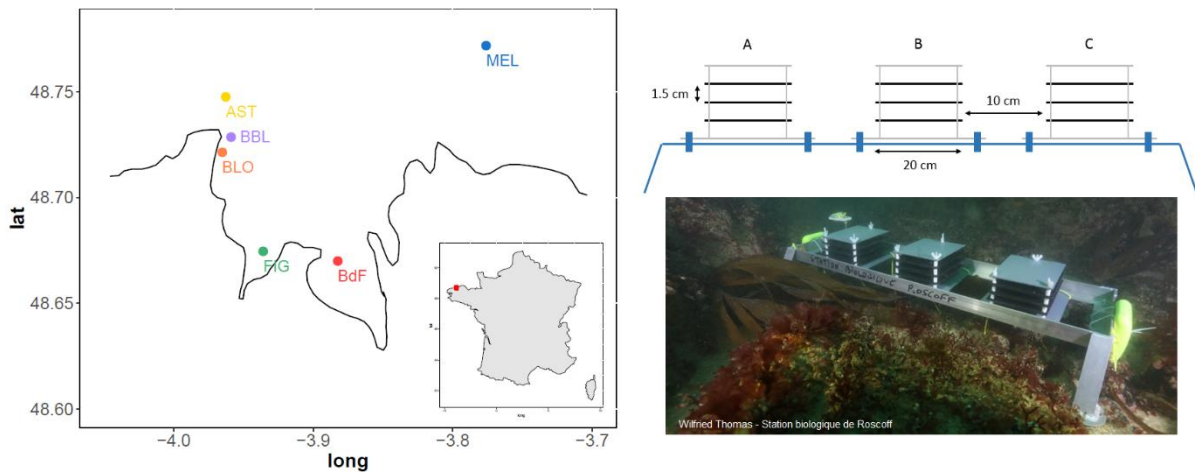 48.75
48.70
48.65
48.60
lat
−4.0
−3.9
−3.8
−3.7
long
AST
BBL
BLO
FIG
BdF
MEL
A
B
C
1.5 cm
10 cm
20 cm
STATION BIOLOGIQUE ROSCOFF
Wilfried Thomas - Station biologique de Roscoff